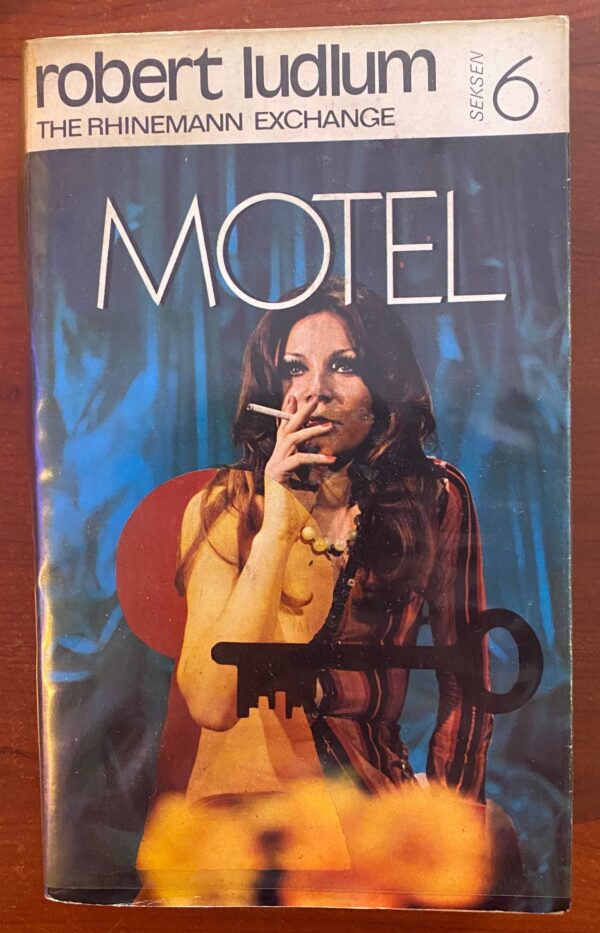 robert ludlum
THE RHINEMANN EXCHANGE
SEKSEN 6
MOTEL